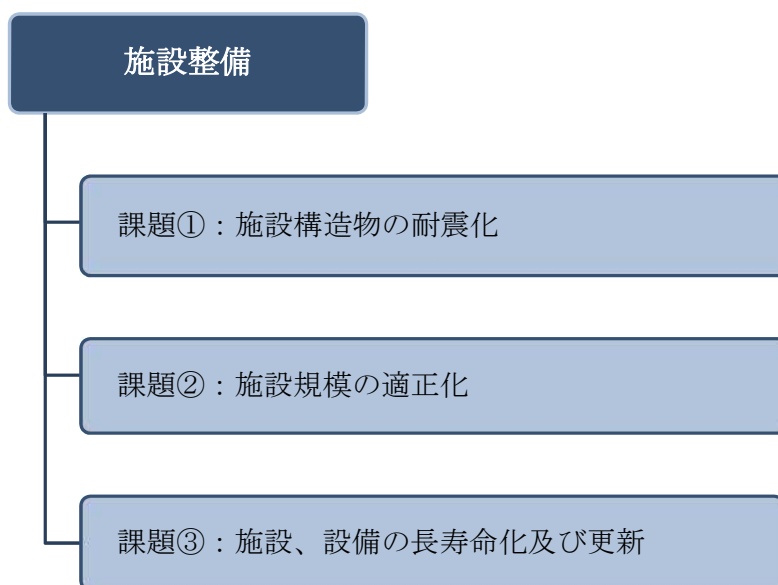 施設整備
課題①：施設構造物の耐震化
課題②：施設規模の適正化
課題③：施設、設備の長寿命化及び更新